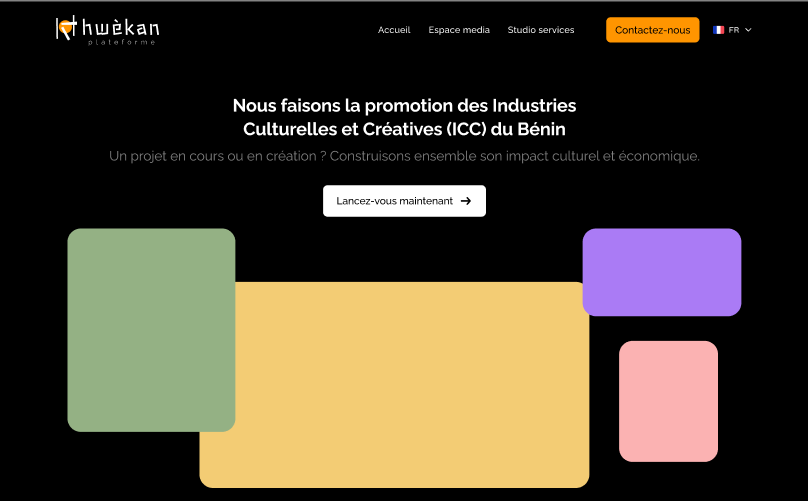 hwèkan
plateforme
Accueil
Espace media
Studio services
Contactez-nous
FR
Nous faisons la promotion des Industries
Culturelles et Créatives (ICC) du Bénin
Un projet en cours ou en création ? Construisons ensemble son impact culturel et économique.
Lancez-vous maintenant